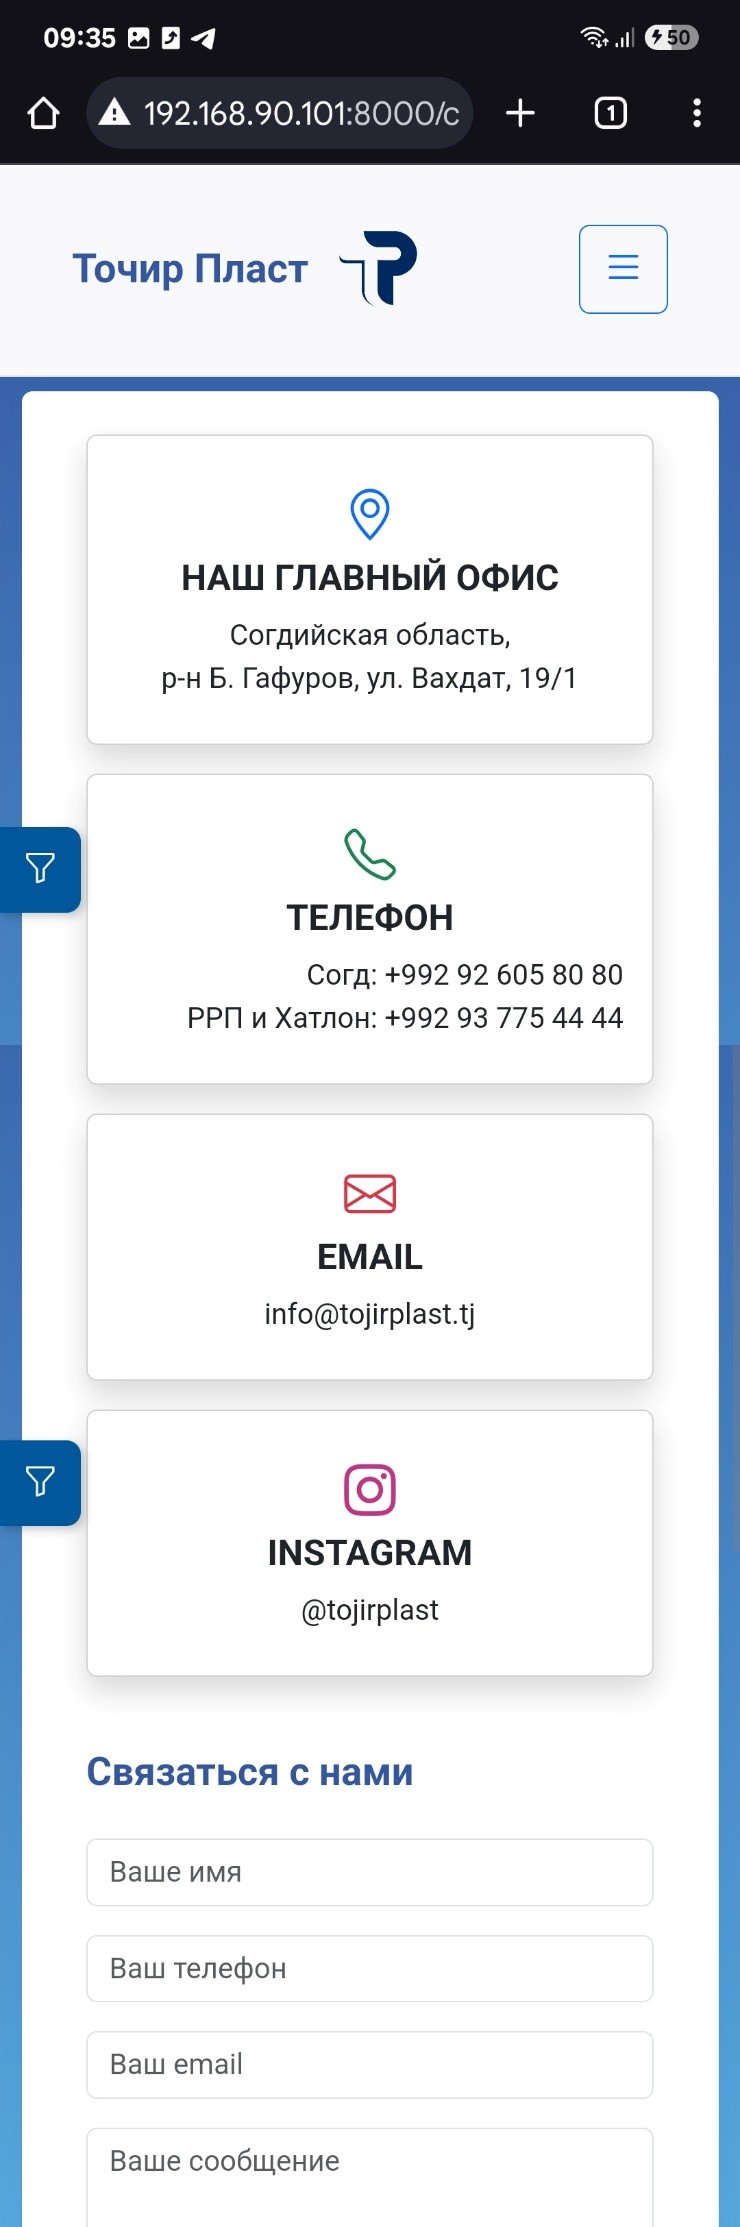 09:35
50
192.168.90.101:8000/c
1
Точир Пласт
НАШ ГЛАВНЫЙ ОФИС
Согдийская область,
р-н Б. Гафуров, ул. Вахдат, 19/1
ТЕЛЕФОН
Согд: +992 92 605 80 80
РРП и Хатлон: +992 93 775 44 44
EMAIL
info@tojirplast.tj
INSTAGRAM
@tojirplast
Связаться с нами
Ваше имя
Ваш телефон
Ваш email
Ваше сообщение